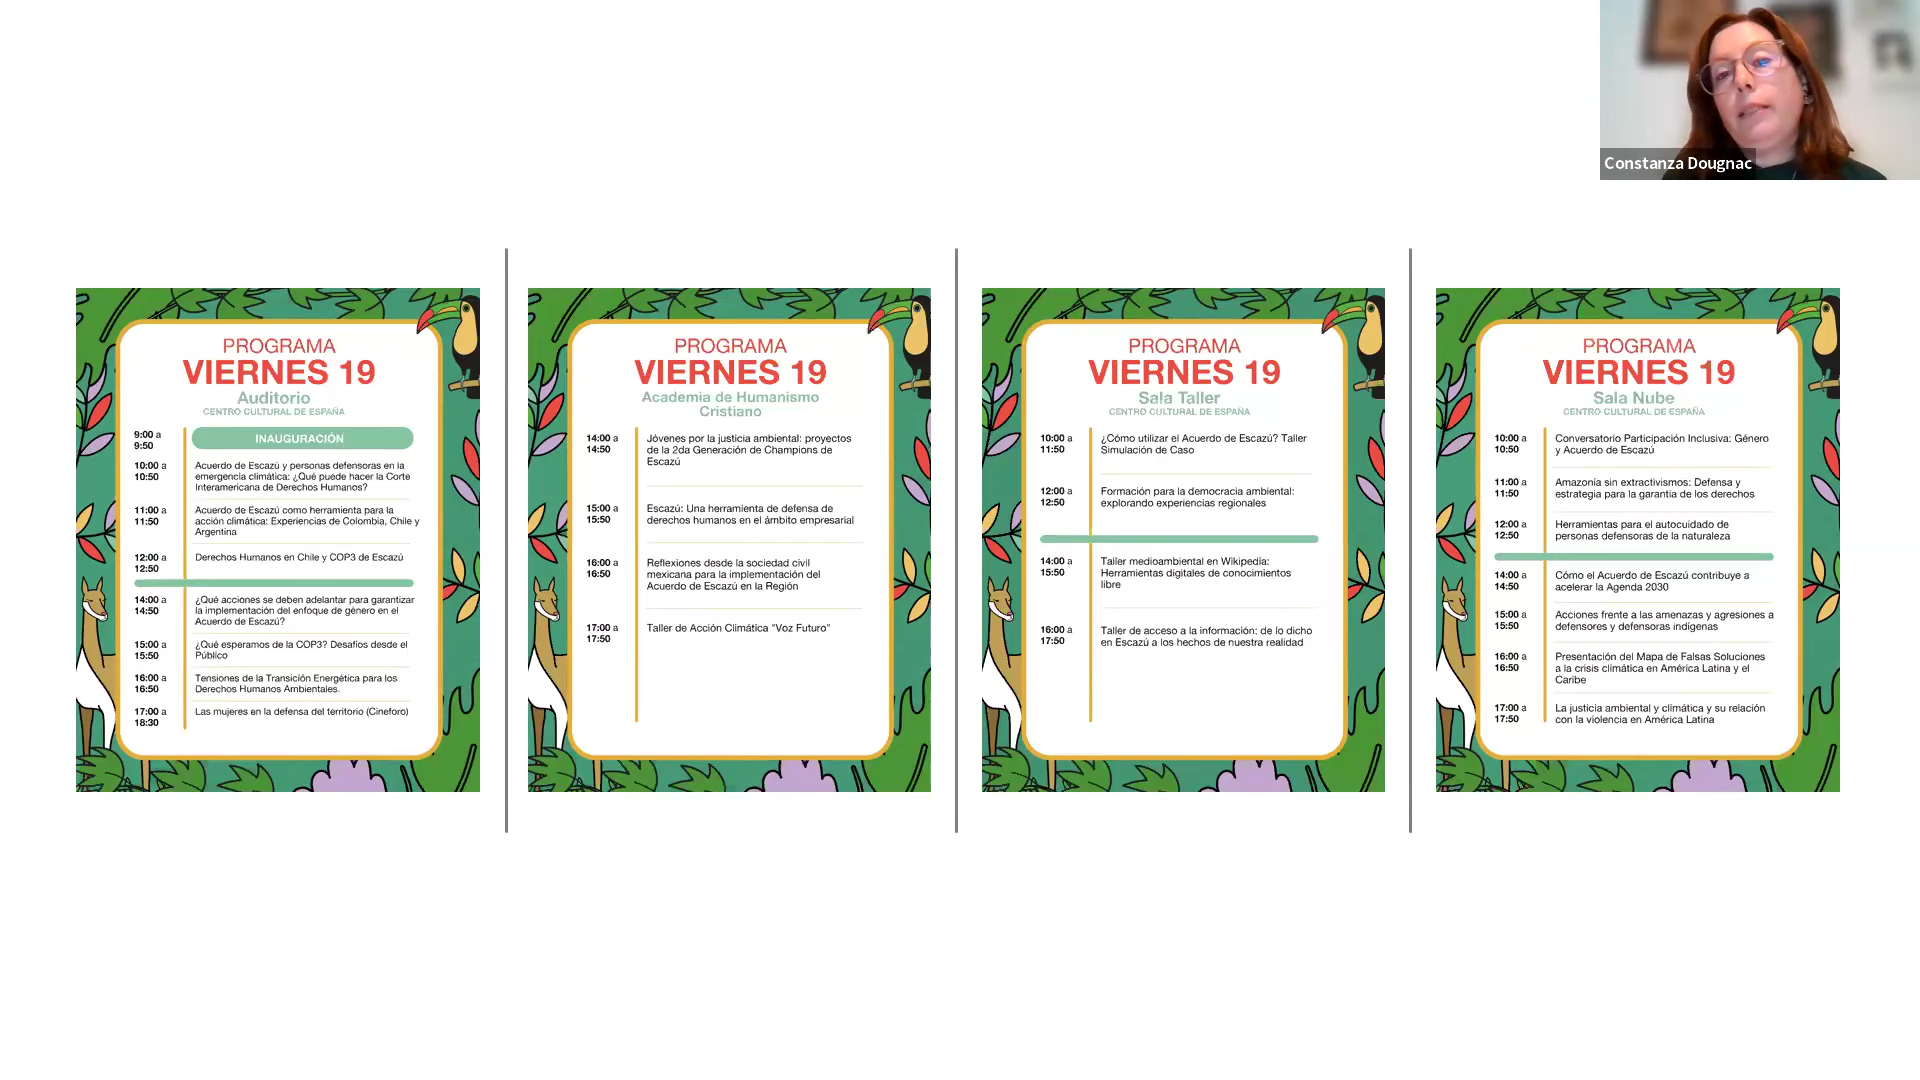 Constanza Dougnac
PROGRAMA
VIERNES 19
Auditorio
CENTRO CULTURAL DE ESPAÑA
9:00 a
9:50
INAUGURACIÓN
10:00 a
10:50
Acuerdo de Escazú y personas defensoras en la
emergencia climática: ¿Qué puede hacer la Corte
Interamericana de Derechos Humanos?
11:00 a
11:50
Acuerdo de Escazú como herramienta para la
acción climática: Experiencias de Colombia, Chile y
Argentina
12:00 a
12:50
Derechos Humanos en Chile y COP3 de Escazú
14:00 a
14:50
¿Qué acciones se deben adelantar para garantizar
la implementación del enfoque de género en el
Acuerdo de Escazú?
15:00 a
15:50
¿Qué esperamos de la COP3? Desafíos desde el
Público
16:00 a
16:50
Tensiones de la Transición Energética para los
Derechos Humanos Ambientales.
17:00 a
18:30
Las mujeres en la defensa del territorio (Cineforo)
PROGRAMA
VIERNES 19
Academia de Humanismo
Cristiano
14:00 a
14:50
Jóvenes por la justicia ambiental: proyectos
de la 2da Generación de Champions de
Escazú
15:00 a
15:50
Escazú: Una herramienta de defensa de
derechos humanos en el ámbito empresarial
16:00 a
16:50
Reflexiones desde la sociedad civil
mexicana para la implementación del
Acuerdo de Escazú en la Región
17:00 a
17:50
Taller de Acción Climática "Voz Futuro"
PROGRAMA
VIERNES 19
Sala Taller
CENTRO CULTURAL DE ESPAÑA
10:00 a
11:50
¿Cómo utilizar el Acuerdo de Escazú? Taller
Simulación de Caso
12:00 a
12:50
Formación para la democracia ambiental:
explorando experiencias regionales
14:00 a
15:50
Taller medioambiental en Wikipedia:
Herramientas digitales de conocimientos
libre
16:00 a
17:50
Taller de acceso a la información: de lo dicho
en Escazú a los hechos de nuestra realidad
PROGRAMA
VIERNES 19
Sala Nube
CENTRO CULTURAL DE ESPAÑA
10:00 a
10:50
Conversatorio Participación Inclusiva: Género
y Acuerdo de Escazú
11:00 a
11:50
Amazonía sin extractivismos: Defensa y
estrategia para la garantia de los derechos
12:00 a
12:50
Herramientas para el autocuidado de
personas defensoras de la naturaleza
14:00 a
14:50
Cómo el Acuerdo de Escazú contribuye a
acelerar la Agenda 2030
15:00 a
15:50
Acciones frente a las amenazas y agresiones a
defensores y defensoras indígenas
16:00 a
16:50
Presentación del Mapa de Falsas Soluciones
a la crisis climática en América Latina y el
Caribe
17:00 a
17:50
La justicia ambiental y climática y su relación
con la violencia en América Latina